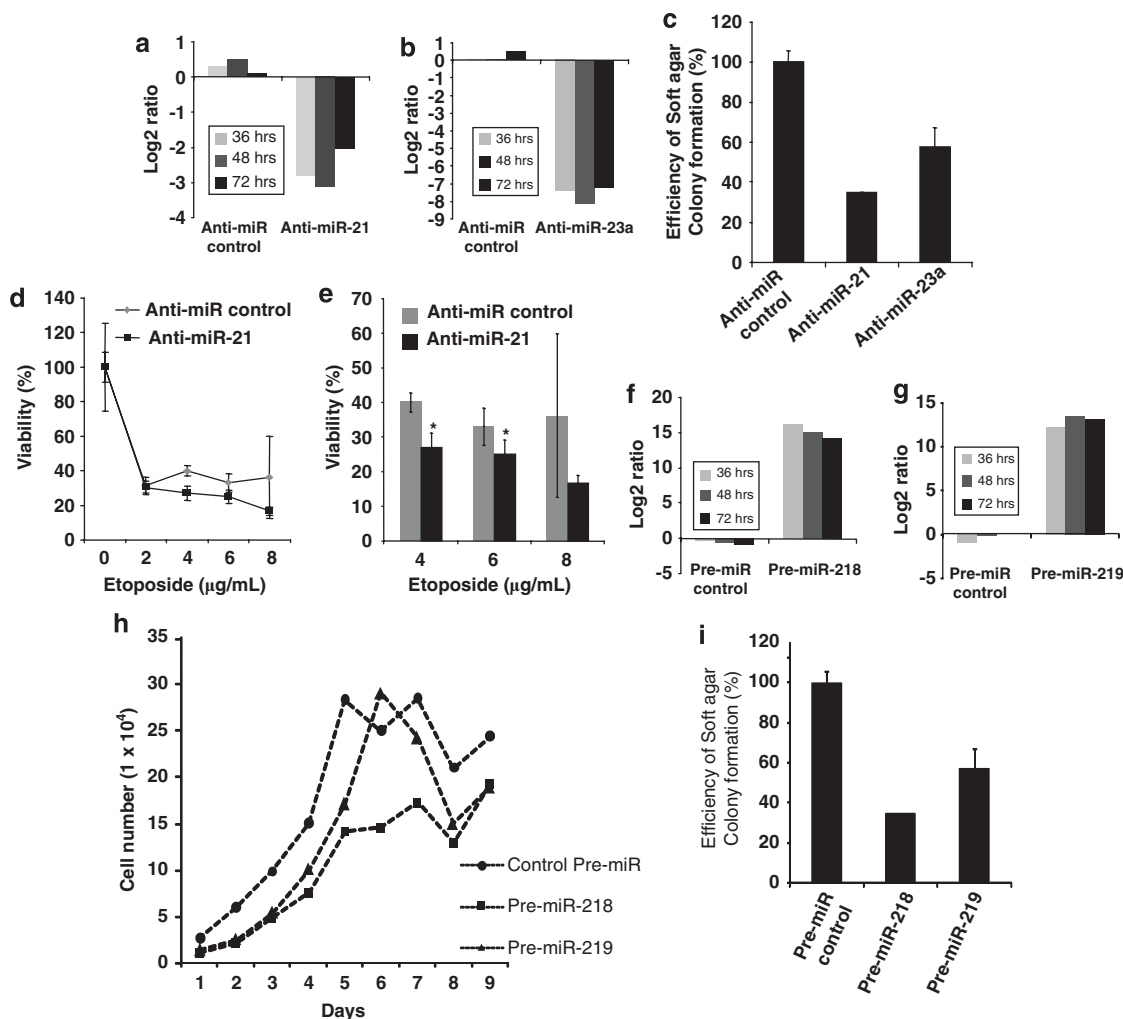 a
1
0
-1
-2
-3
-4
Log2 ratio
36 hrs
48 hrs
72 hrs
Anti-miR
control
Anti-miR-21
b
1
0
-1
-2
-3
-4
-5
-6
-7
-8
-9
Log2 ratio
36 hrs
48 hrs
72 hrs
Anti-miR
control
Anti-miR-23a
c
120
100
80
60
40
20
0
Efficiency of Soft agar
Colony formation (%)
Anti-miR
control
Anti-miR-21
Anti-miR-23a
d
140
120
100
80
60
40
20
0
Viability (%)
Anti-miR control
Anti-miR-21
0 2 4 6 8
Etoposide (µg/mL)
e
70
60
50
40
30
20
10
0
Viability (%)
Anti-miR control
Anti-miR-21
* *
4 6 8
Etoposide (µg/mL)
f
20
15
10
5
0
-5
Log2 ratio
36 hrs
48 hrs
72 hrs
Pre-miR
control
Pre-miR-218
g
15
10
5
0
-5
Log2 ratio
36 hrs
48 hrs
72 hrs
Pre-miR
control
Pre-miR-219
h
35
30
25
20
15
10
5
0
Cell number (1 x 10⁴)
Control Pre-miR
Pre-miR-218
Pre-miR-219
1 2 3 4 5 6 7 8 9
Days
i
120
100
80
60
40
20
0
Efficiency of Soft agar
Colony formation (%)
Pre-miR
control
Pre-miR-218
Pre-miR-219